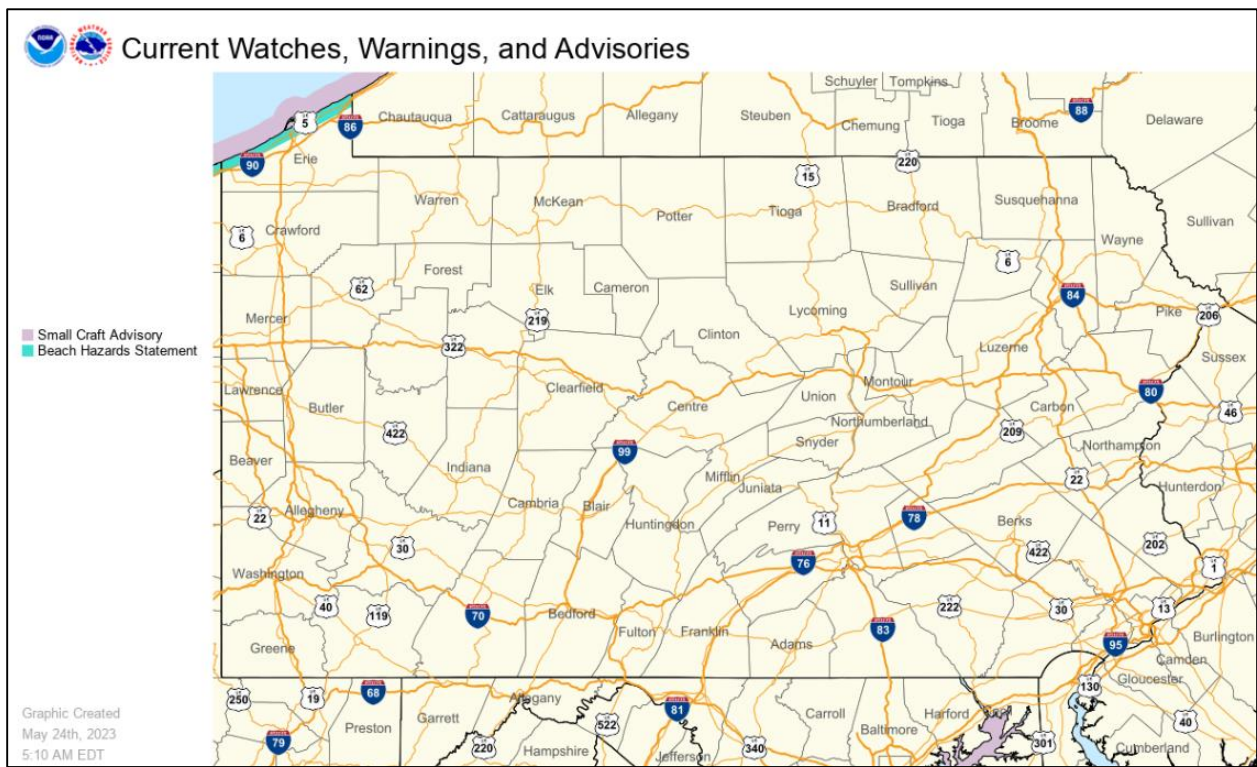 Current Watches, Warnings, and Advisories
Schuyler Tompkins
Chautauqua Cattaraugus Allegany Steuben Chemung Tioga Broome 88 Delaware
5 86
90 Erie
220
15
Warren McKean Potter Tioga Bradford Susquehanna
Sullivan
6 Crawford Wayne
Forest 6
62 Elk Cameron Sullivan 84
Mercer 219 Lycoming Pike 206
Small Craft Advisory
Beach Hazards Statement
322 Clinton Luzerne Sussex
Lawrence Clearfield Montour 80
Butler Centre Union Carbon 46
422 Northumberland 209
99 Snyder Northampton
Beaver Indiana Mifflin 22
Juniata Hunterdon
Cambria Blair
22 Allegheny Huntingdon Perry 11 78 Berks
30 422 202
76 1
Washington
40 119 70 Bedford 222 30 13
Fulton Franklin Adams 83
Greene 95 Burlington
Camden
Gloucester
250 19 68 Allegany 130
Graphic Created
May 24th, 2023
5:10 AM EDT
Preston Garrett 522 81 Carroll Baltimore Harford 40
79 220 Hampshire Jefferson 340 301 Cumberland